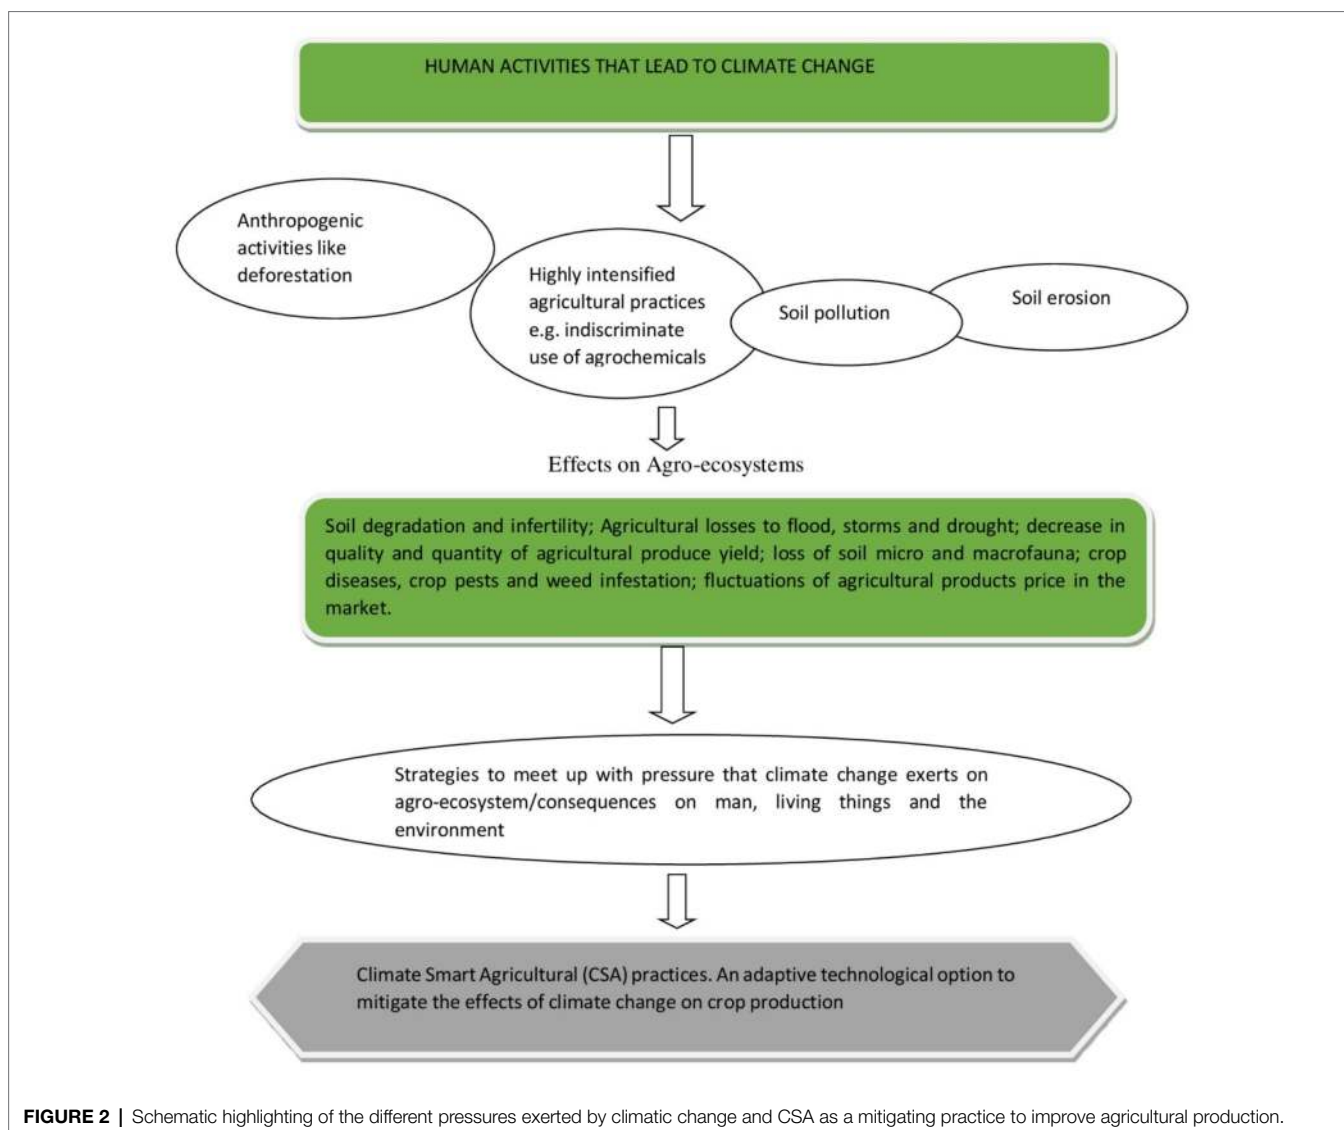 HUMAN ACTIVITIES THAT LEAD TO CLIMATE CHANGE
Anthropogenic
activities like
deforestation
Highly intensified
agricultural practices
e.g. indiscriminate
use of agrochemicals
Soil pollution
Soil erosion
Effects on Agro-ecosystems
Soil degradation and infertility; Agricultural losses to flood, storms and drought; decrease in
quality and quantity of agricultural produce yield; loss of soil micro and macrofauna; crop
diseases, crop pests and weed infestation; fluctuations of agricultural products price in the
market.
Strategies to meet up with pressure that climate change exerts on
agro-ecosystem/consequences on man, living things and the
environment
Climate Smart Agricultural (CSA) practices. An adaptive technological option to
mitigate the effects of climate change on crop production
FIGURE 2 | Schematic highlighting of the different pressures exerted by climatic change and CSA as a mitigating practice to improve agricultural production.